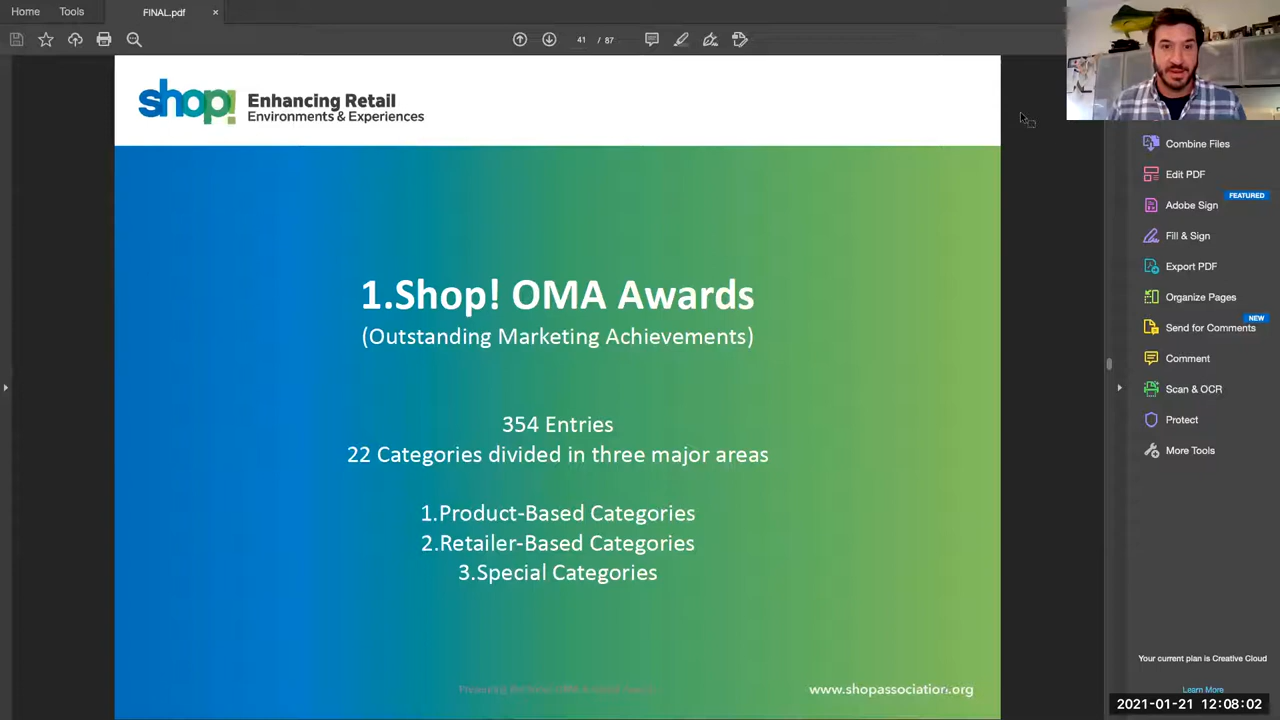 Home
Tools
FINAL.pdf
×
41 / 87
shop!
Enhancing Retail
Environments & Experiences
1.Shop! OMA Awards
(Outstanding Marketing Achievements)
354 Entries
22 Categories divided in three major areas
1.Product-Based Categories
2.Retailer-Based Categories
3.Special Categories
www.shopassociation.org
Combine Files
Edit PDF
FEATURED
Adobe Sign
Fill & Sign
Export PDF
Organize Pages
NEW
Send for Comments
Comment
Scan & OCR
Protect
More Tools
Your current plan is Creative Cloud
Learn More
2021-01-21 12:08:02